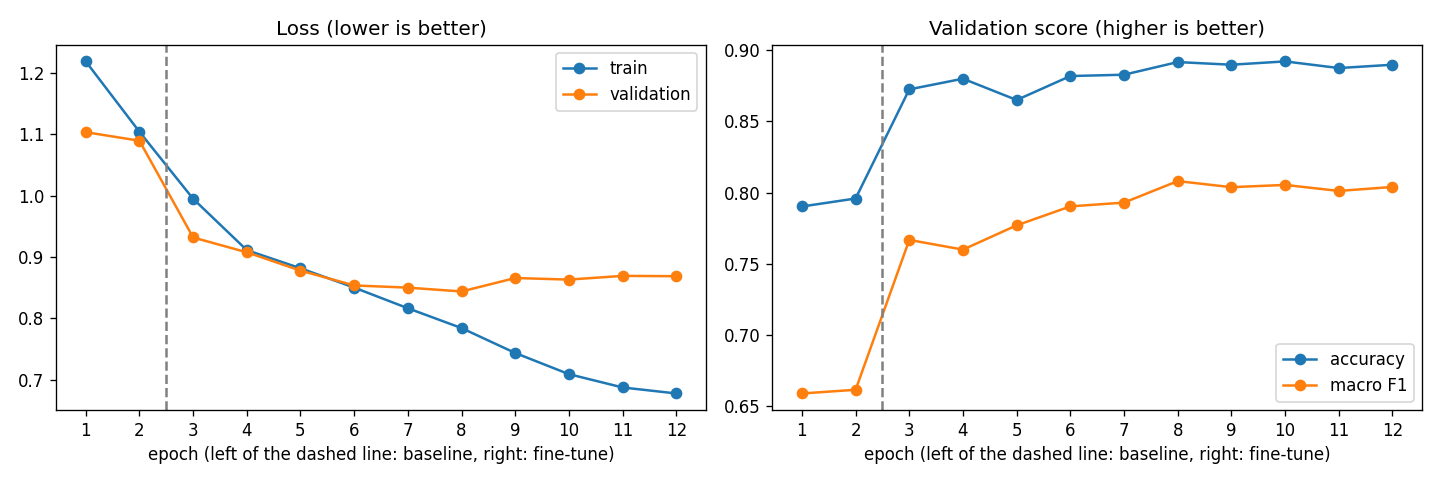 Loss (lower is better)
1.2
1.1
1.0
0.9
0.8
0.7
train
validation
1 2 3 4 5 6 7 8 9 10 11 12
epoch (left of the dashed line: baseline, right: fine-tune)
Validation score (higher is better)
0.90
0.85
0.80
0.75
0.70
0.65
accuracy
macro F1
1 2 3 4 5 6 7 8 9 10 11 12
epoch (left of the dashed line: baseline, right: fine-tune)